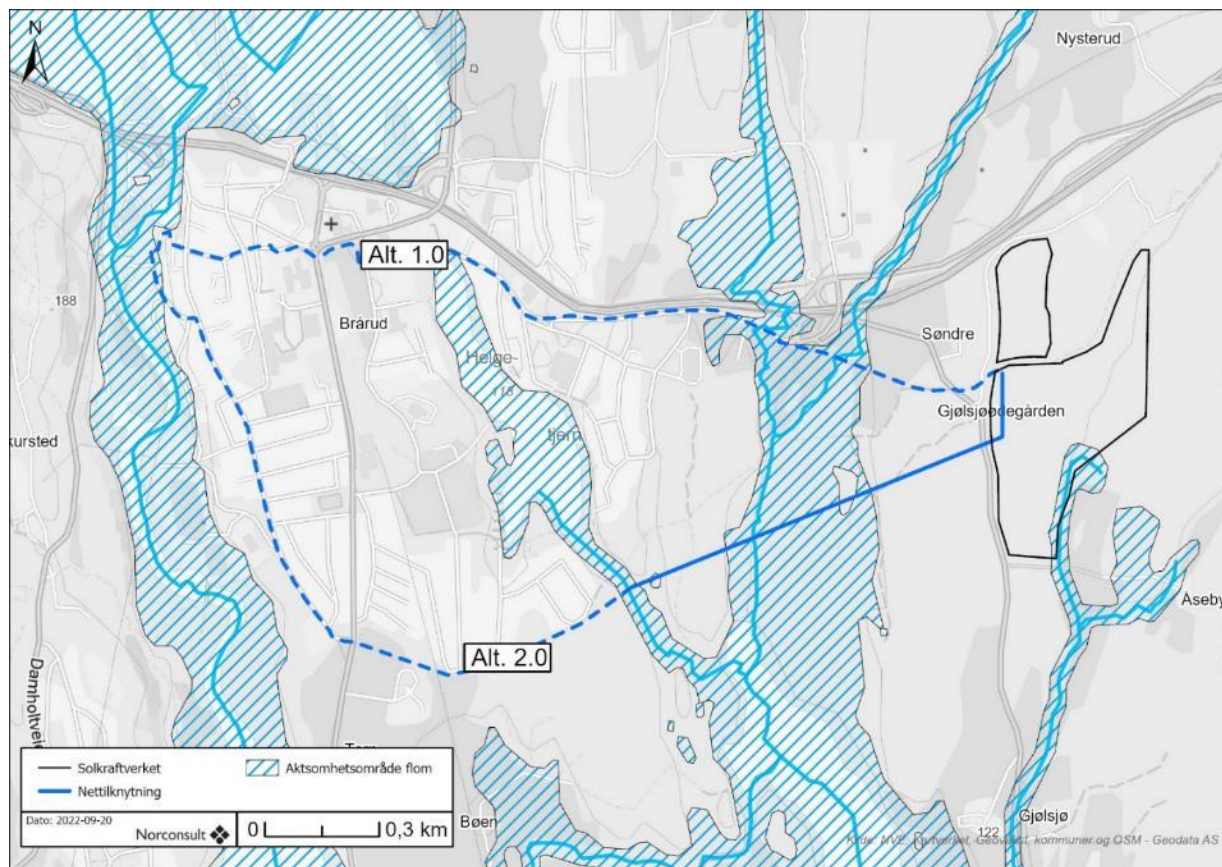 N
Nysterud
Alt. 1.0
188
Brårud
Søndre
Helge-
118
tjern
Gjølsjøødegården
kursted
Åseby
Alt. 2.0
Damholtveie
Solkraftverket
Aktsomhetsområde flom
Nettilknytning
Dato: 2022-09-20
Norconsult
0
0,3 km
Bøen
Gjølsjø
122
Kilde: NVE, Kartverket, Geovekst, kommuner og OSM - Geodata AS